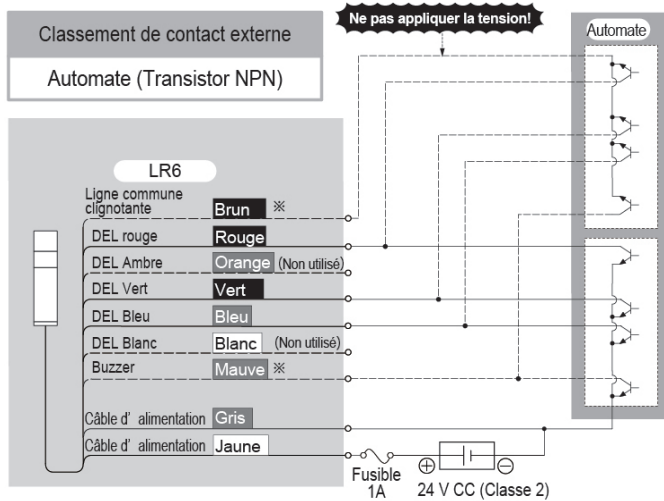 Classement de contact externe
Automate (Transistor NPN)
Ne pas appliquer la tension!
Automate
LR6
Ligne commune
clignotante
Brun ※
DEL rouge Rouge
DEL Ambre Orange (Non utilisé)
DEL Vert Vert
DEL Bleu Bleu
DEL Blanc Blanc (Non utilisé)
Buzzer Mauve ※
Câble d’ alimentation Gris
Câble d’ alimentation Jaune
Fusible
1A
⊕ ⊖
24 V CC (Classe 2)